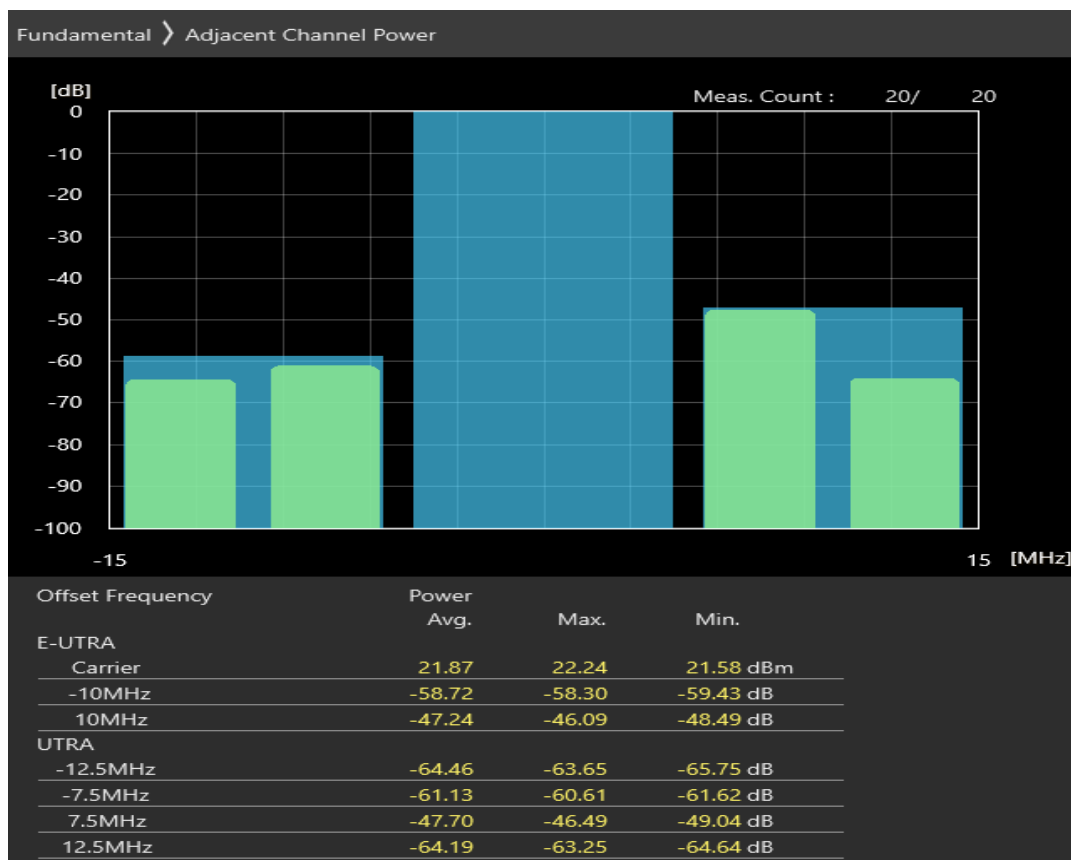 Fundamental > Adjacent Channel Power
[dB]
Meas. Count : 20/ 20
0
-10
-20
-30
-40
-50
-60
-70
-80
-90
-100
-15 15 [MHz]
Offset Frequency Power
Avg. Max. Min.
E-UTRA
Carrier 21.87 22.24 21.58 dBm
-10MHz -58.72 -58.30 -59.43 dB
10MHz -47.24 -46.09 -48.49 dB
UTRA
-12.5MHz -64.46 -63.65 -65.75 dB
-7.5MHz -61.13 -60.61 -61.62 dB
7.5MHz -47.70 -46.49 -49.04 dB
12.5MHz -64.19 -63.25 -64.64 dB